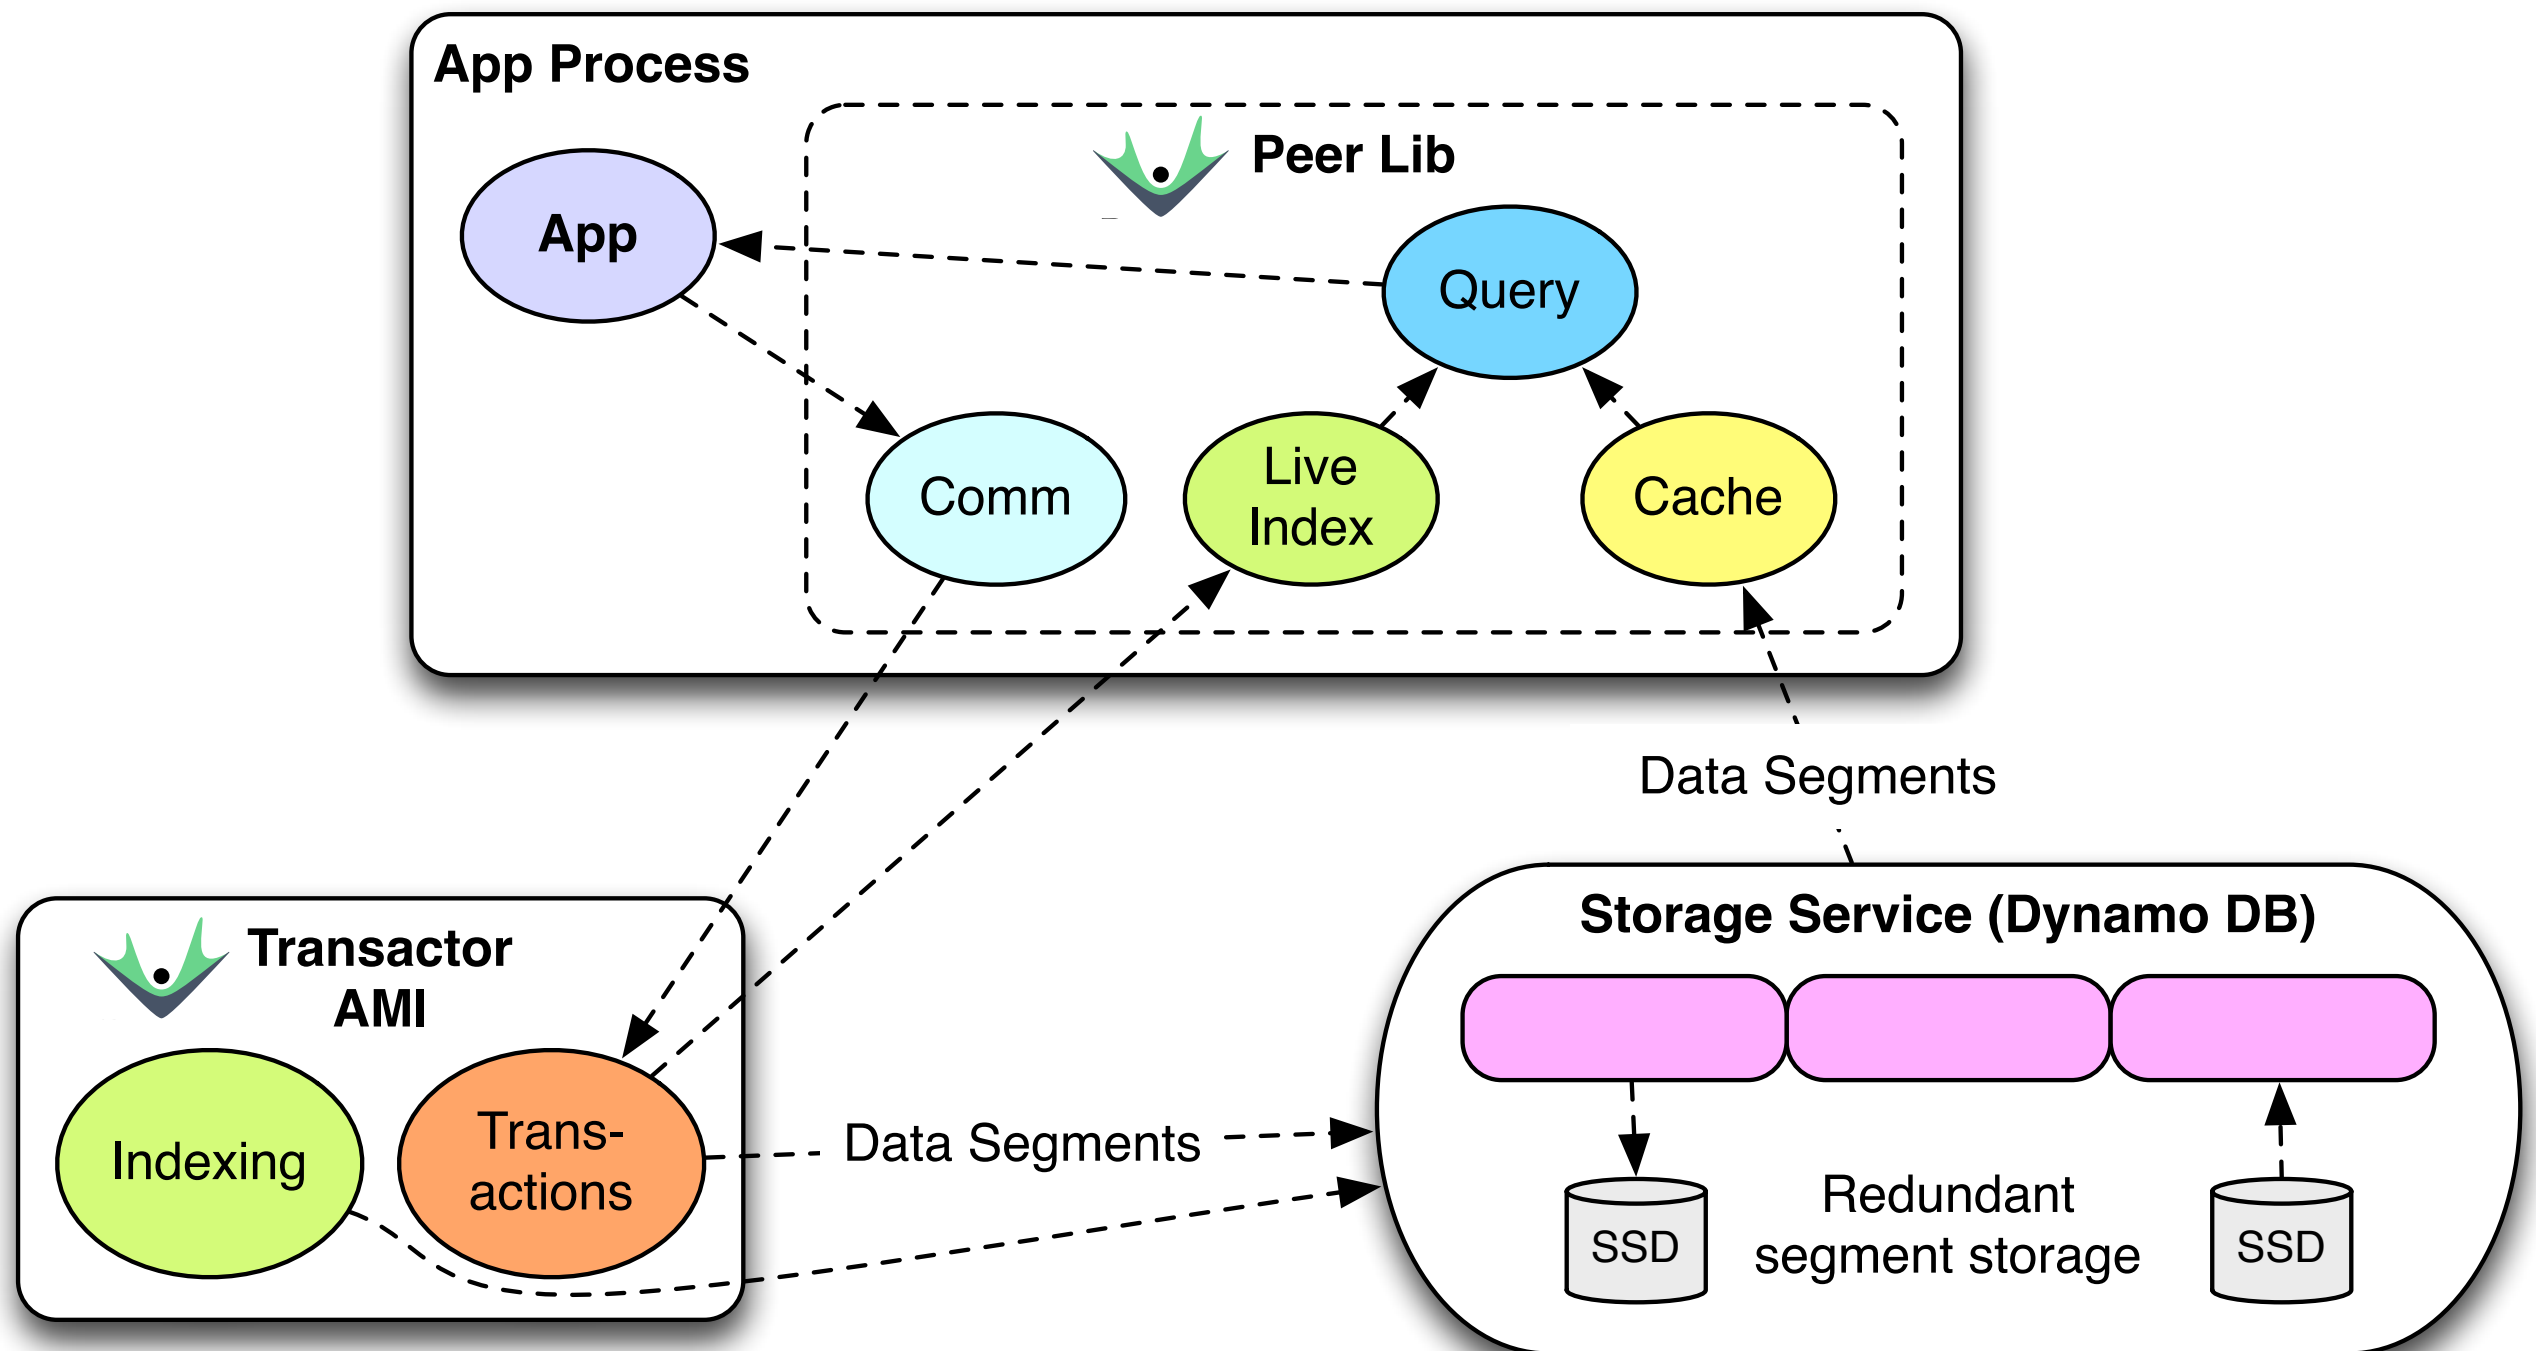 App Process
Peer Lib
App
Query
Comm
Live
Index
Cache
Data Segments
Transactor
AMI
Indexing
Trans-
actions
Data Segments
Storage Service (Dynamo DB)
SSD
Redundant
segment storage
SSD